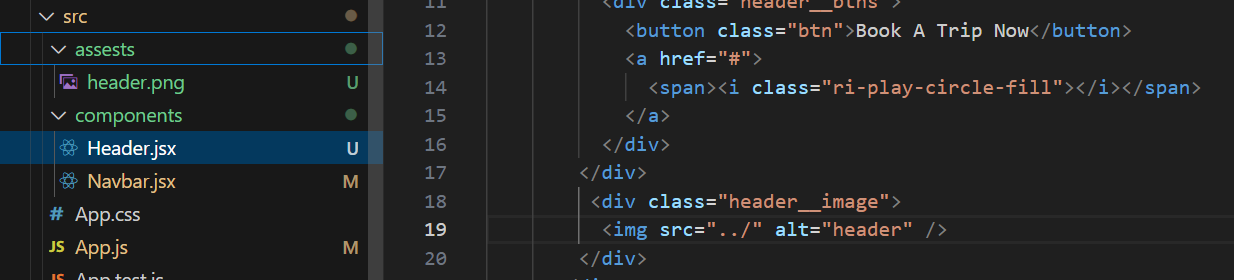 src
assests
header.png U
components
Header.jsx U
Navbar.jsx M
# App.css
JS App.js M
JS App.test.js
11 <div class="header__btns">
12 <button class="btn">Book A Trip Now</button>
13 <a href="#">
14 <span><i class="ri-play-circle-fill"></i></span>
15 </a>
16 </div>
17 </div>
18 <div class="header__image">
19 <img src="../" alt="header" />
20 </div>